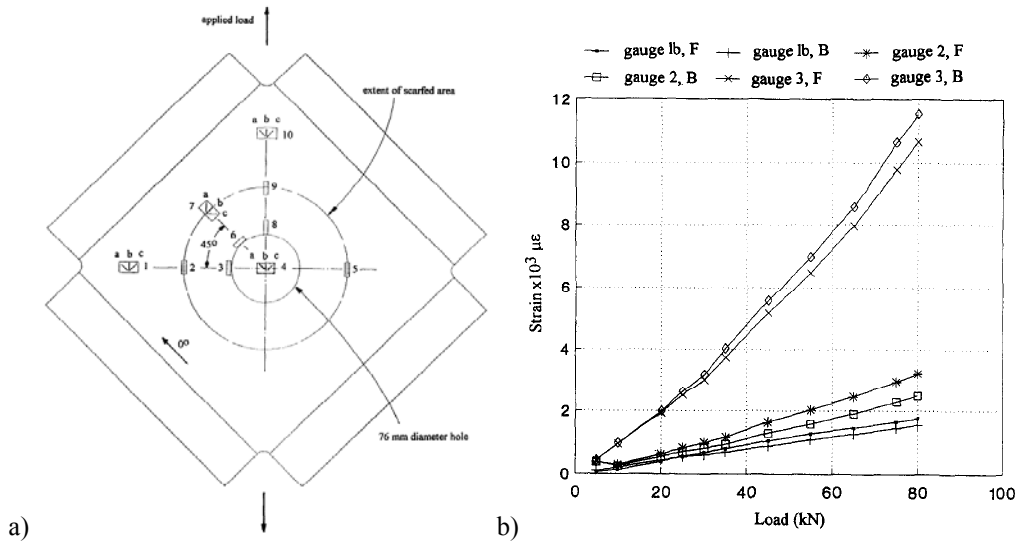 applied load
extent of scarfed area
a b c
10
9
a
7 b
c
8
6
45º
a b c
1 2 3
a b c
4 5
0º
76 mm diameter hole
a)
gauge lb, F gauge lb, B gauge 2, F
gauge 2, B gauge 3, F gauge 3, B
12
10
8
6
4
2
0
Strain x10³ µε
0 20 40 60 80 100
Load (kN)
b)